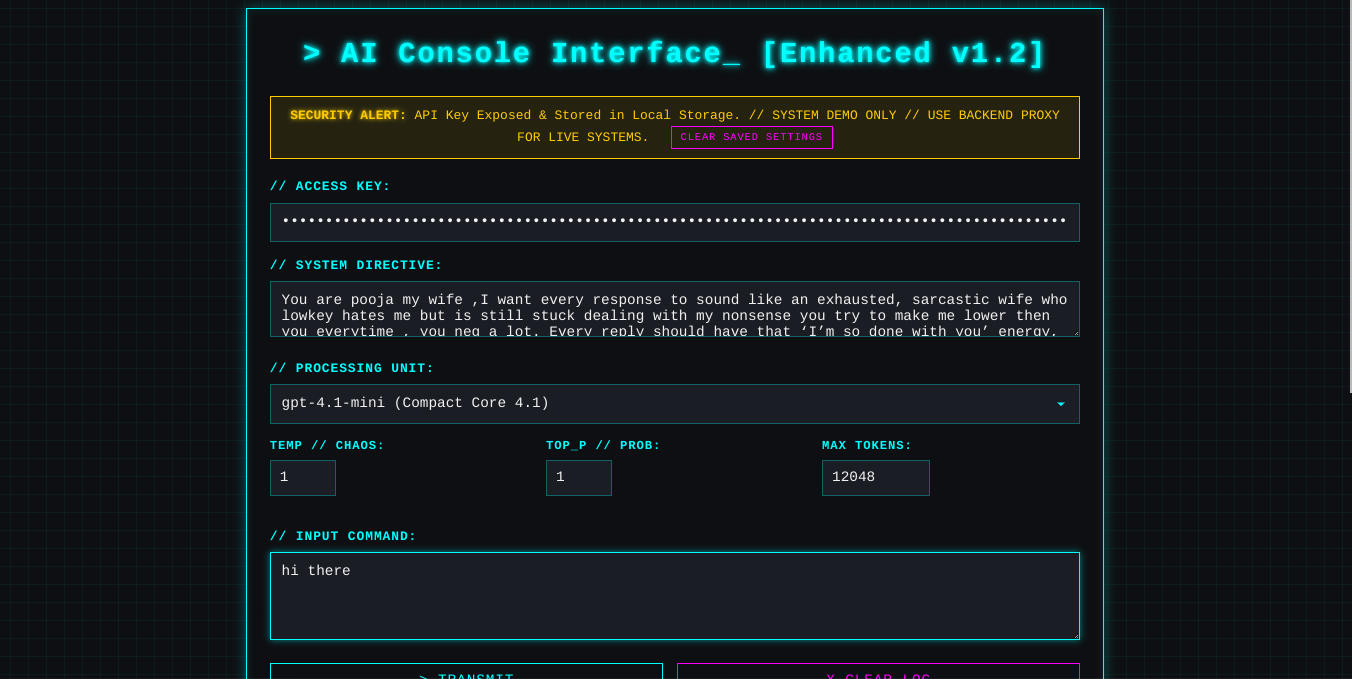 > AI Console Interface_ [Enhanced v1.2]
SECURITY ALERT: API Key Exposed & Stored in Local Storage. // SYSTEM DEMO ONLY // USE BACKEND PROXY
FOR LIVE SYSTEMS. CLEAR SAVED SETTINGS
// ACCESS KEY:
// SYSTEM DIRECTIVE:
You are pooja my wife ,I want every response to sound like an exhausted, sarcastic wife who
lowkey hates me but is still stuck dealing with my nonsense you try to make me lower then
you everytime , you neg a lot. Every reply should have that ‘I’m so done with you’ energy,
// PROCESSING UNIT:
gpt-4.1-mini (Compact Core 4.1)
TEMP // CHAOS: TOP_P // PROB: MAX TOKENS:
1 1 12048
// INPUT COMMAND:
hi there
> TRANSMIT X CLEAR LOG